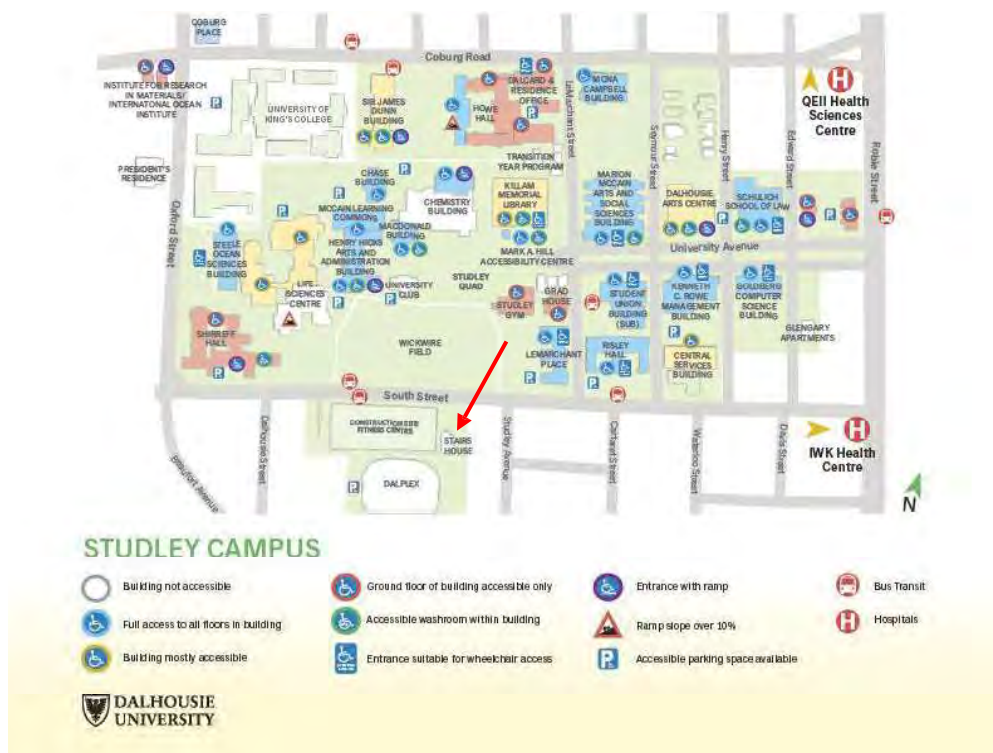 COBURG
PLACE
Coburg Road
INSTITUTE FOR RESEARCH
IN MATERIALS/
INTERNATONAL OCEAN
INSTITUTE
UNIVERSITY OF
KING'S COLLEGE
SIR JAMES
DUNN
BUILDING
HOWE
HALL
DALCARD &
RESIDENCE
OFFICE
MONA
CAMPBELL
BUILDING
LeMarchant Street
Seymour Street
Henry Street
Edward Street
Robie Street
QEII Health
Sciences
Centre
PRESIDENT'S
RESIDENCE
Oxford Street
TRANSITION
YEAR PROGRAM
CHASE
BUILDING
MCCAIN LEARNING
COMMONS
MACDONALD
BUILDING
CHEMISTRY
BUILDING
KILLAM
MEMORIAL
LIBRARY
MARION
MCCAIN
ARTS AND
SOCIAL
SCIENCES
BUILDING
DALHOUSIE
ARTS CENTRE
SCHULICH
SCHOOL OF LAW
University Avenue
STEELE
OCEAN
SCIENCES
BUILDING
HENRY HICKS
ARTS AND
ADMINISTRATION
BUILDING
MARK A. HILL
ACCESSIBILITY CENTRE
LIFE
SCIENCES
CENTRE
UNIVERSITY
CLUB
STUDLEY
QUAD
STUDLEY
GYM
GRAD
HOUSE
STUDENT
UNION
BUILDING
(SUB)
KENNETH
C. ROWE
MANAGEMENT
BUILDING
GOLDBERG
COMPUTER
SCIENCE
BUILDING
GLENGARY
APARTMENTS
SHIRREFF
HALL
WICKWIRE
FIELD
LEMARCHANT
PLACE
RISLEY
HALL
CENTRAL
SERVICES
BUILDING
South Street
FITNESS CENTRE
STAIRS
HOUSE
DALPLEX
Beaufort Avenue
Dalhouse Street
Studley Avenue
Cartaret Street
Waterloo Street
Davis Street
IWK Health
Centre
N
STUDLEY CAMPUS
Building not accessible
Full access to all floors in building
Building mostly accessible
Ground floor of building accessible only
Accessible washroom within building
Entrance suitable for wheelchair access
Entrance with ramp
Ramp slope over 10%
Accessible parking space available
Bus Transit
Hospitals
DALHOUSIE
UNIVERSITY